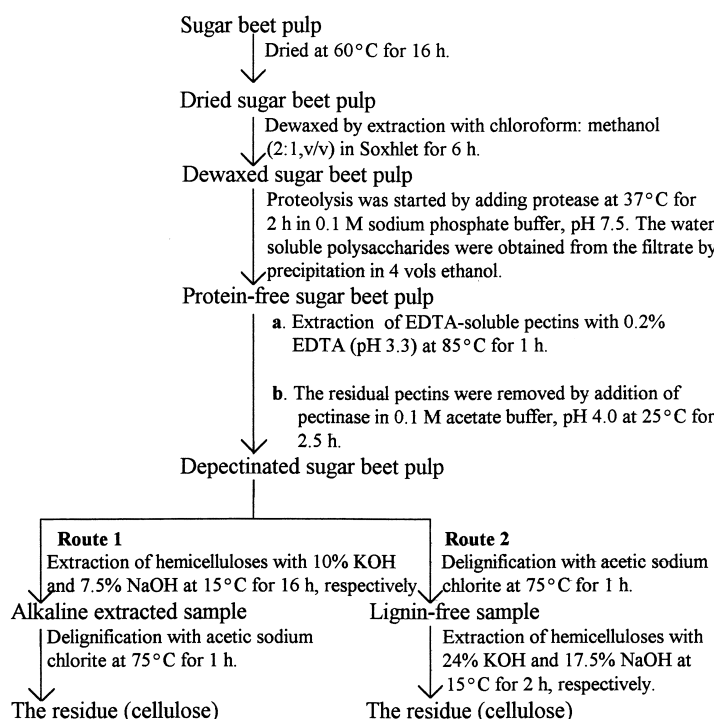 Sugar beet pulp
Dried at 60°C for 16 h.
Dried sugar beet pulp
Dewaxed by extraction with chloroform: methanol
(2:1,v/v) in Soxhlet for 6 h.
Dewaxed sugar beet pulp
Proteolysis was started by adding protease at 37°C for
2 h in 0.1 M sodium phosphate buffer, pH 7.5. The water
soluble polysaccharides were obtained from the filtrate by
precipitation in 4 vols ethanol.
Protein-free sugar beet pulp
a. Extraction of EDTA-soluble pectins with 0.2%
EDTA (pH 3.3) at 85°C for 1 h.
b. The residual pectins were removed by addition of
pectinase in 0.1 M acetate buffer, pH 4.0 at 25°C for
2.5 h.
Depectinated sugar beet pulp
Route 1
Extraction of hemicelluloses with 10% KOH
and 7.5% NaOH at 15°C for 16 h, respectively
Alkaline extracted sample
Delignification with acetic sodium
chlorite at 75°C for 1 h.
The residue (cellulose)
Route 2
Delignification with acetic sodium
chlorite at 75°C for 1 h.
Lignin-free sample
Extraction of hemicelluloses with
24% KOH and 17.5% NaOH at
15°C for 2 h, respectively.
The residue (cellulose)